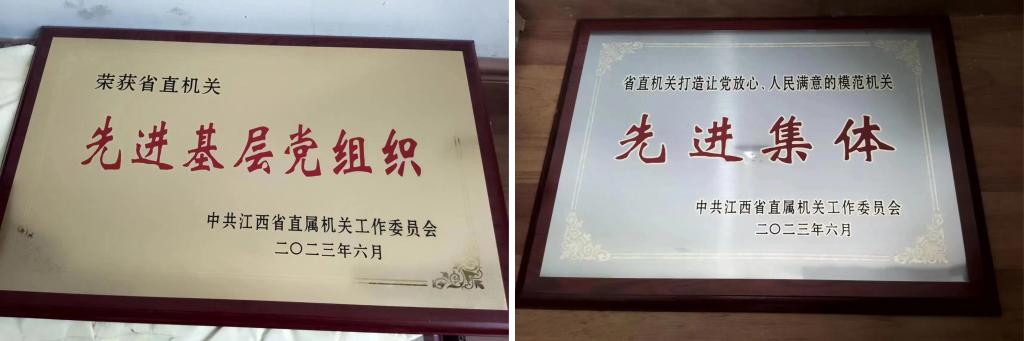 荣获省直机关
先进基层党组织
中共江西省直属机关工作委员会
二〇二三年六月
省直机关打造让党放心、人民满意的模范机关
先进集体
中共江西省直属机关工作委员会
二〇二三年六月